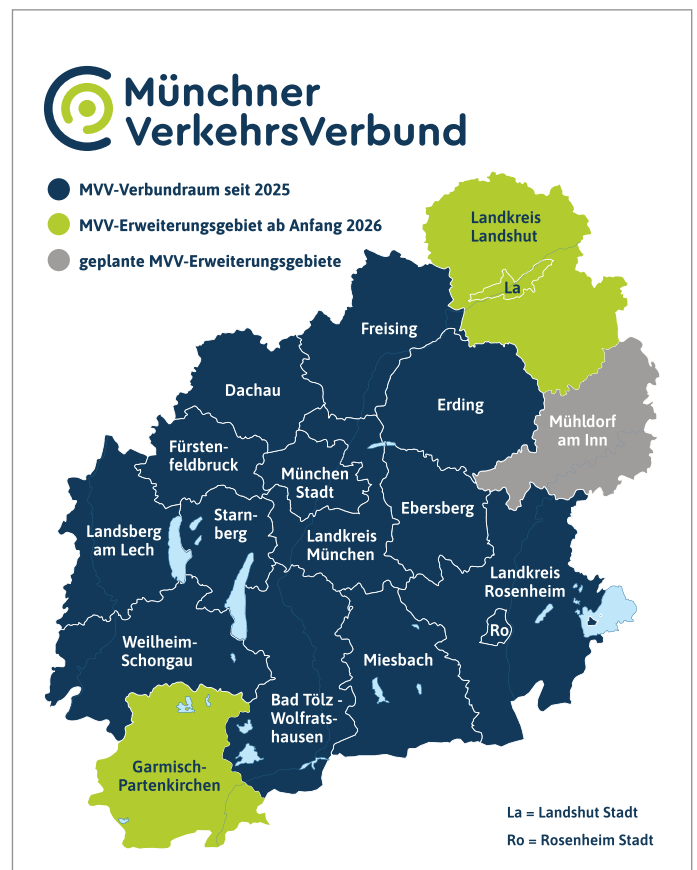 Münchner
VerkehrsVerbund
MVV-Verbundraum seit 2025
MVV-Erweiterungsgebiet ab Anfang 2026
geplante MVV-Erweiterungsgebiete
Landkreis
Landshut
La
Freising
Dachau
Erding
Mühldorf
am Inn
Fürsten-
feldbruck
München
Stadt
Ebersberg
Starn-
berg
Landsberg
am Lech
Landkreis
München
Landkreis
Rosenheim
Ro
Weilheim-
Schongau
Miesbach
Bad Tölz -
Wolfrats-
hausen
Garmisch-
Partenkirchen
La = Landshut Stadt
Ro = Rosenheim Stadt